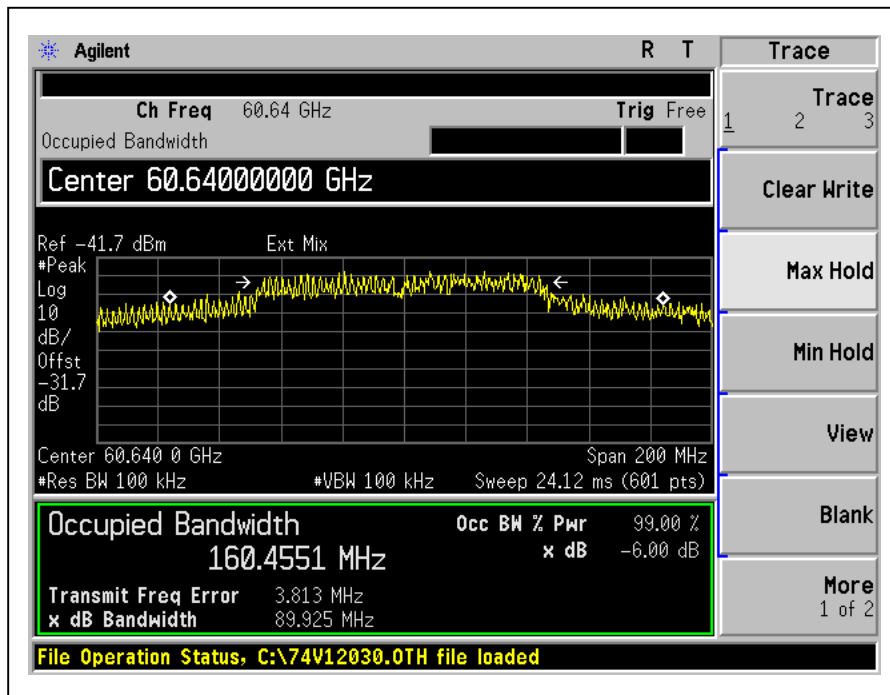 Agilent R T Trace
Ch Freq 60.64 GHz Trig Free
Occupied Bandwidth
Center 60.64000000 GHz
Ref -41.7 dBm Ext Mix
#Peak
Log
10
dB/
Offst
-31.7
dB
Center 60.640 0 GHz Span 200 MHz
#Res BW 100 kHz #VBW 100 kHz Sweep 24.12 ms (601 pts)
Occupied Bandwidth Occ BW % Pwr 99.00 %
160.4551 MHz x dB -6.00 dB
Transmit Freq Error 3.813 MHz
x dB Bandwidth 89.925 MHz
File Operation Status, C:\74V12030.OTH file loaded
Trace
1 2 3
Clear Write
Max Hold
Min Hold
View
Blank
More
1 of 2